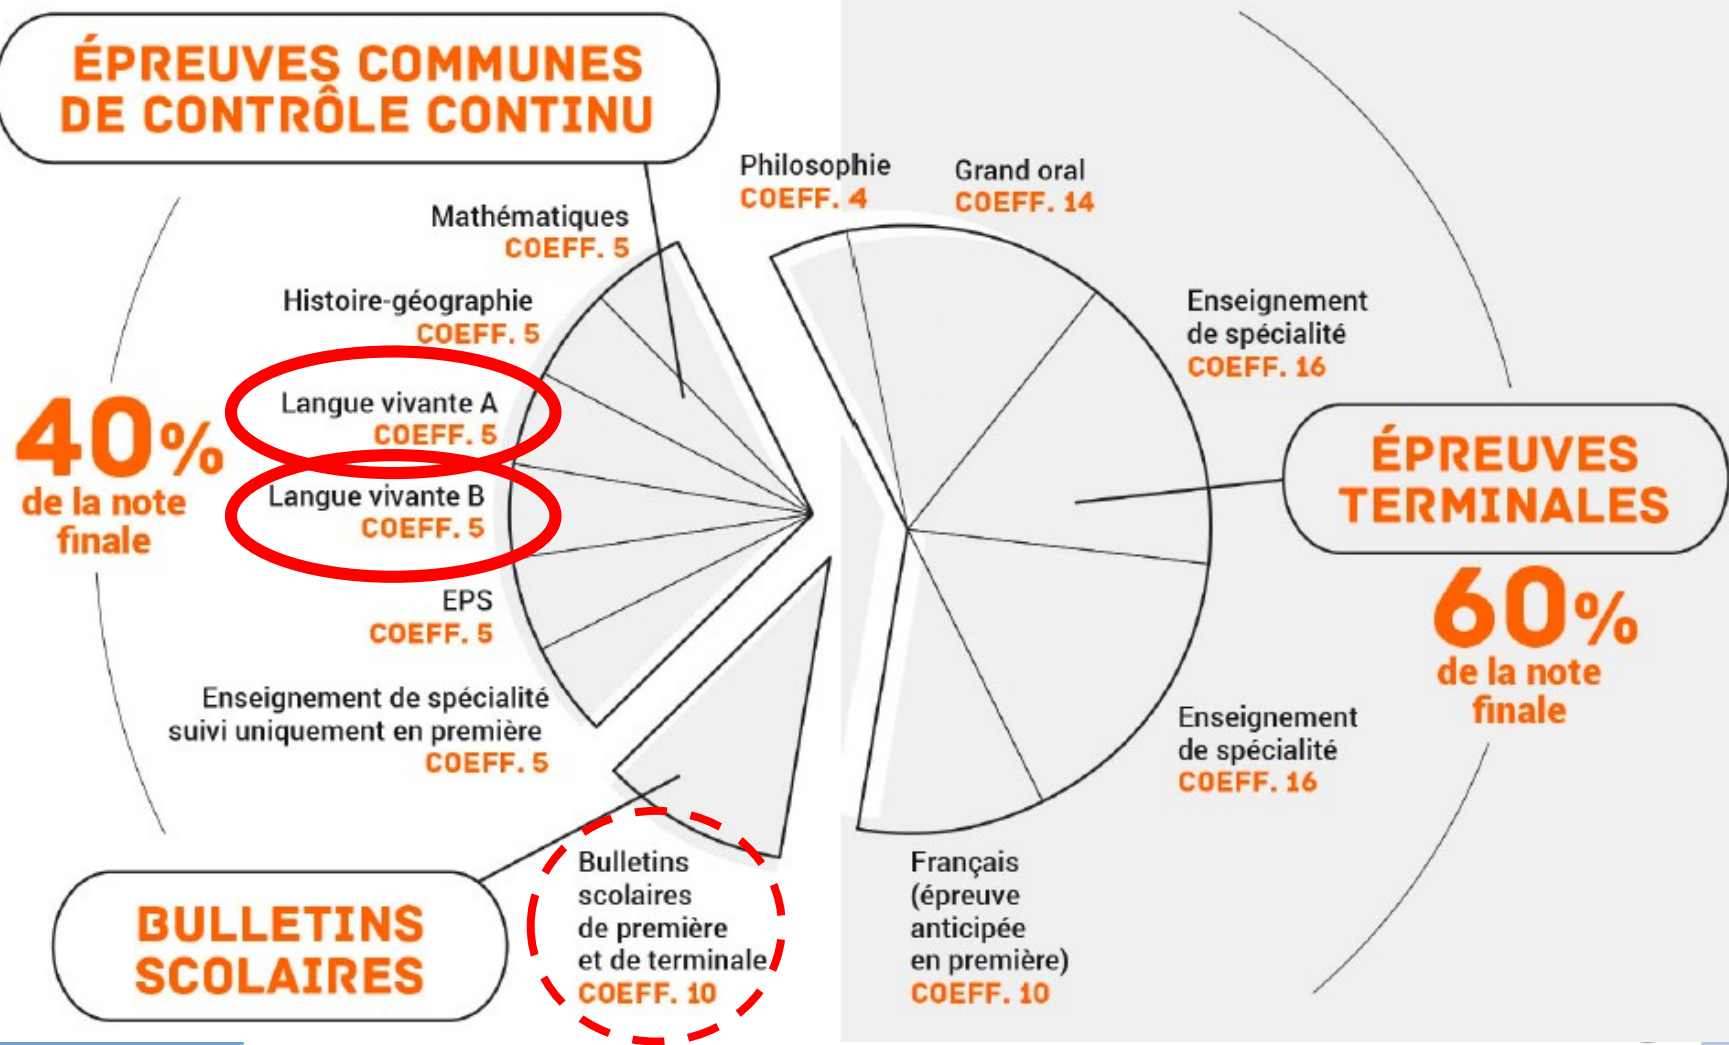 ÉPREUVES COMMUNES
DE CONTRÔLE CONTINU
Mathématiques
COEFF. 5
Histoire-géographie
COEFF. 5
Langue vivante A
COEFF. 5
Langue vivante B
COEFF. 5
EPS
COEFF. 5
Enseignement de spécialité
suivi uniquement en première
COEFF. 5
40%
de la note
finale
BULLETINS
SCOLAIRES
Bulletins
scolaires
de première
et de terminale
COEFF. 10
Philosophie
COEFF. 4
Grand oral
COEFF. 14
Enseignement
de spécialité
COEFF. 16
ÉPREUVES
TERMINALES
60%
de la note
finale
Enseignement
de spécialité
COEFF. 16
Français
(épreuve
anticipée
en première)
COEFF. 10